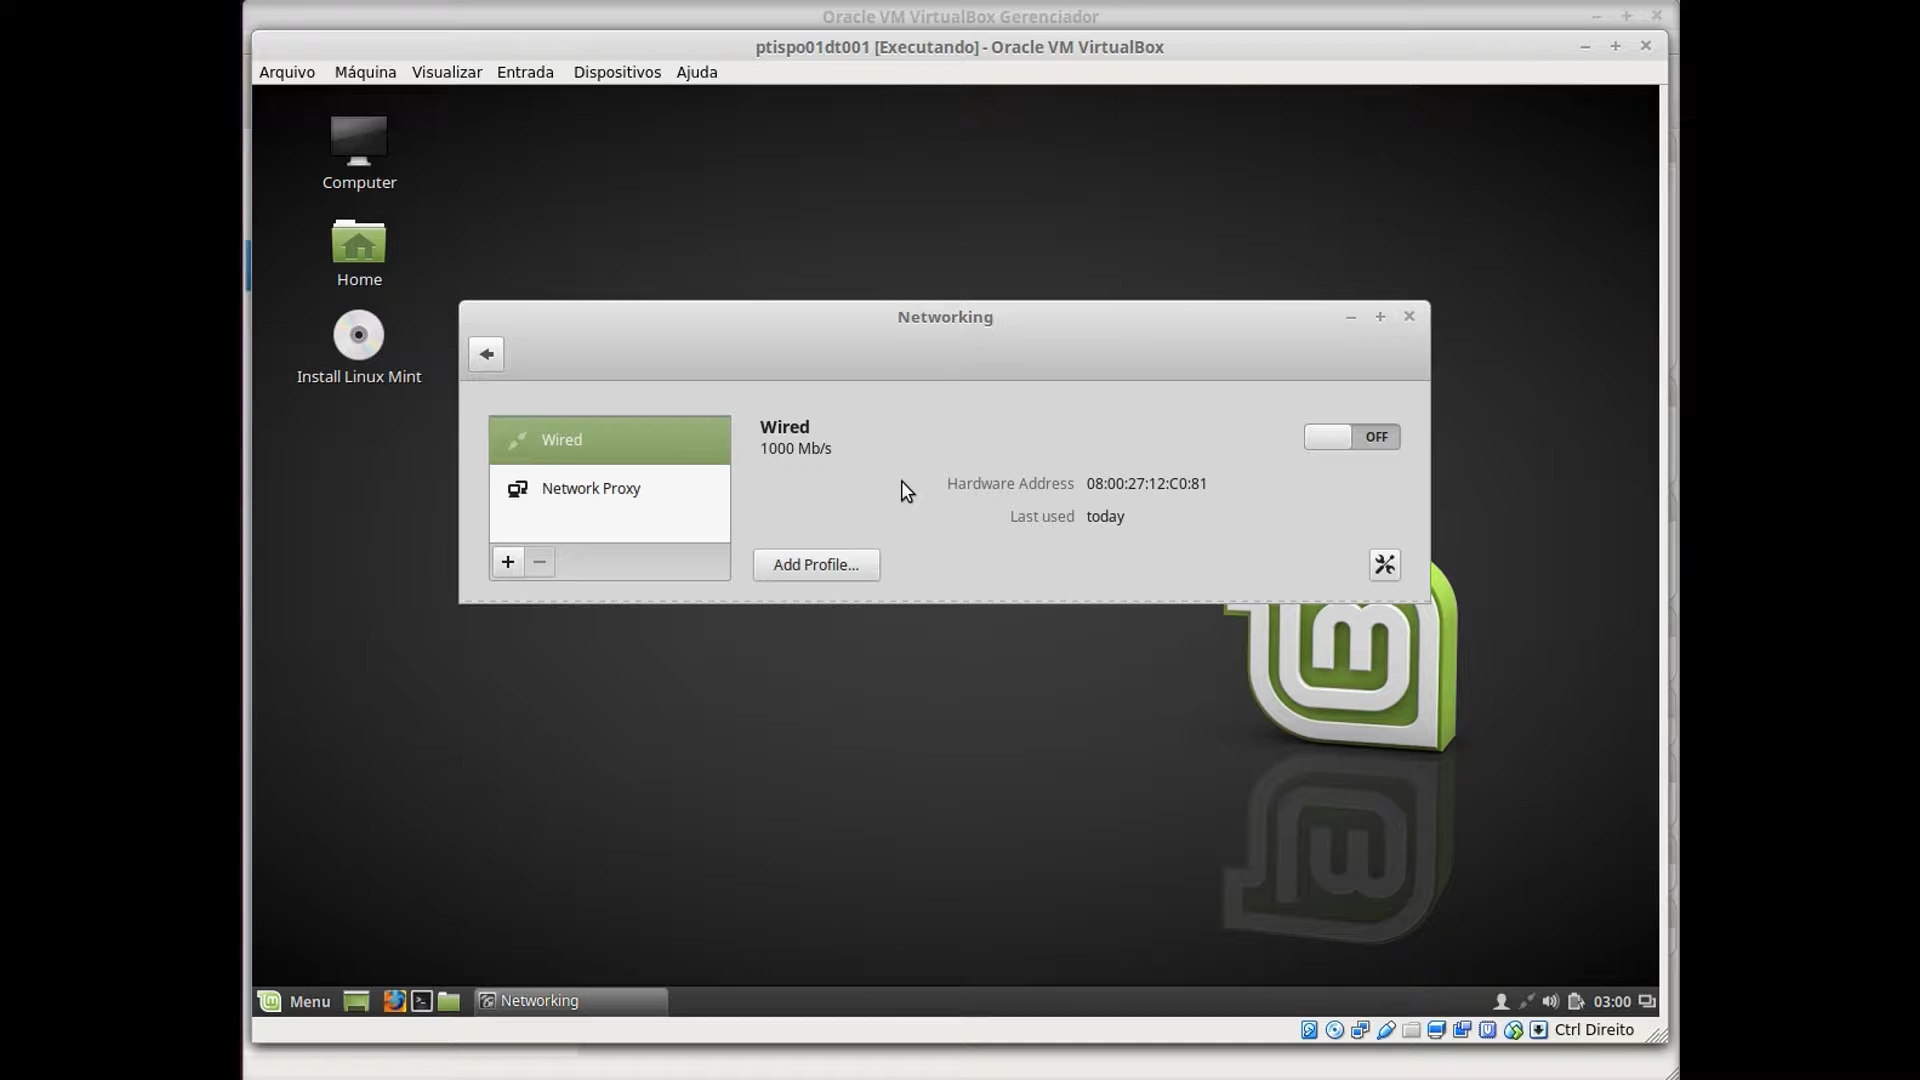 Oracle VM VirtualBox Gerenciador
ptispo01dt001 [Executando] - Oracle VM VirtualBox
Arquivo Máquina Visualizar Entrada Dispositivos Ajuda
Computer
Home
Install Linux Mint
Networking
Wired
Network Proxy
Wired
1000 Mb/s
OFF
Hardware Address 08:00:27:12:C0:81
Last used today
Add Profile...
Menu
Networking
03:00
Ctrl Direito